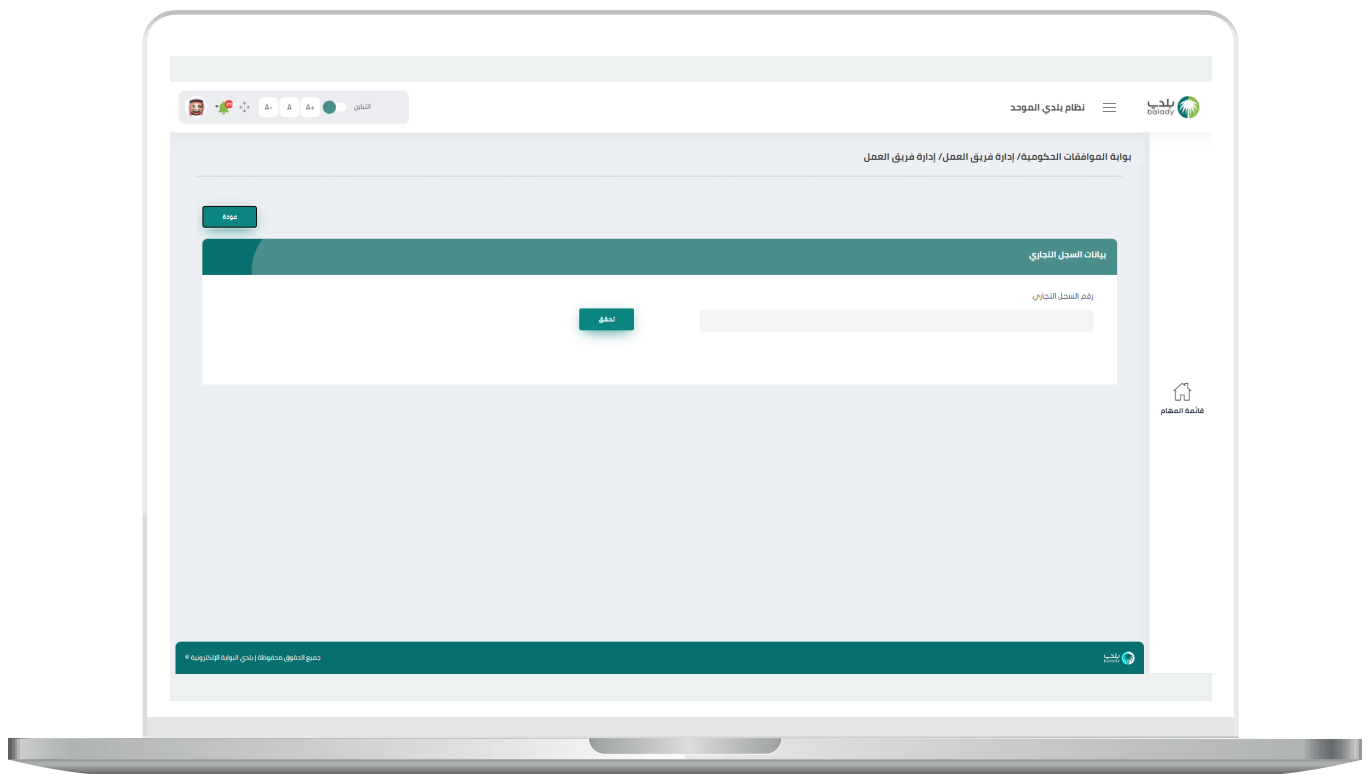 بلدي
balady
نظام بلدي الموحد
التباين
A+
A
A-
بوابة الموافقات الحكومية/ إدارة فريق العمل/ إدارة فريق العمل
عودة
بيانات السجل التجاري
رقم السجل التجاري
تحقق
قائمة المهام
بلدي
balady
جميع الحقوق محفوظة | بلدي البوابة الإلكترونية ©